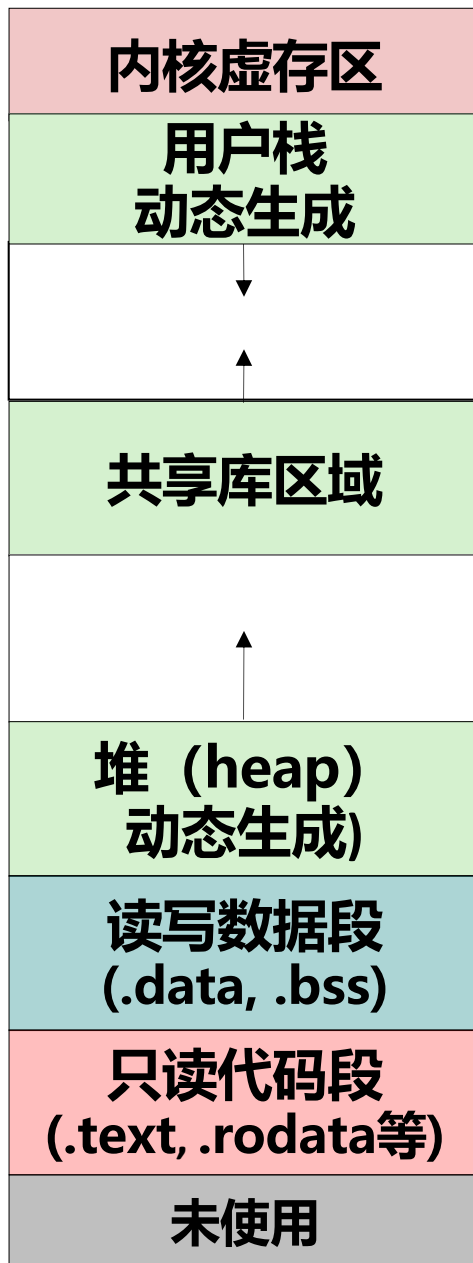 内核虚存区
用户栈
动态生成
共享库区域
堆（heap）
动态生成)
读写数据段
(.data, .bss)
只读代码段
(.text, .rodata等)
未使用